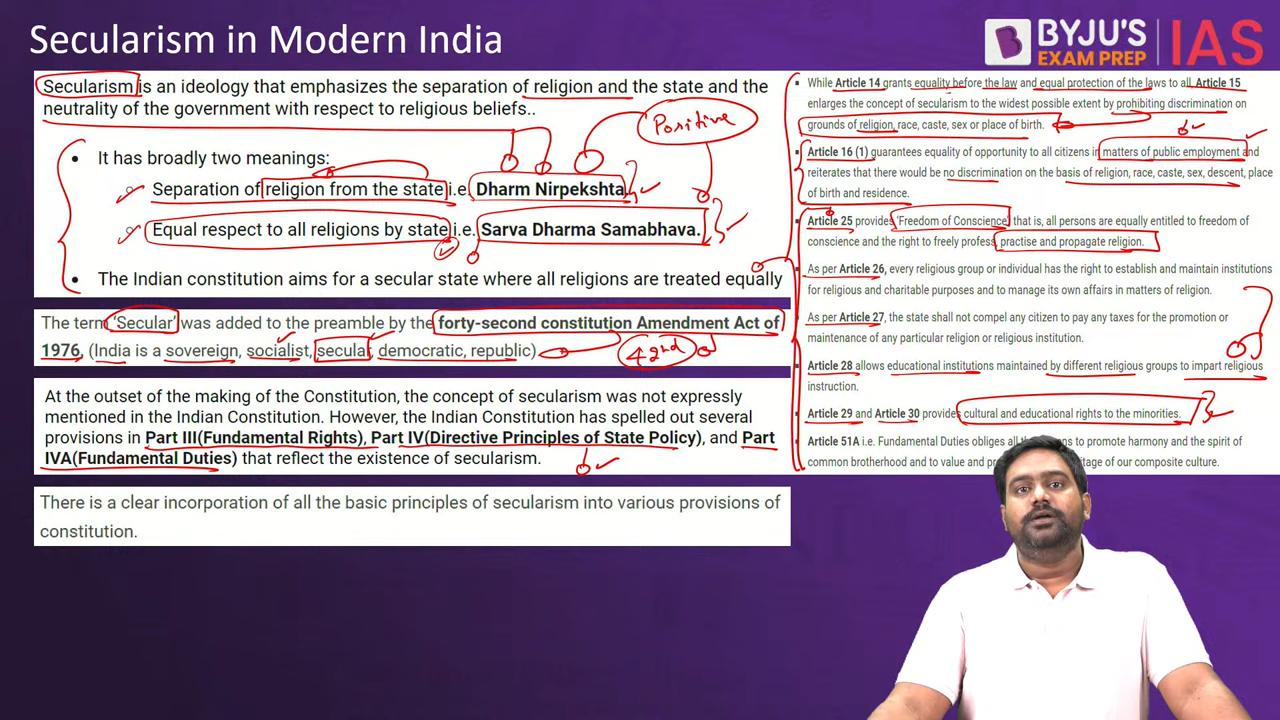 Secularism in Modern India
BYJU'S
EXAM PREP
IAS
Secularism is an ideology that emphasizes the separation of religion and the state and the
neutrality of the government with respect to religious beliefs..
Positive
• It has broadly two meanings:
Separation of religion from the state i.e. Dharm Nirpekshta
Equal respect to all religions by state i.e. Sarva Dharma Samabhava.
• The Indian constitution aims for a secular state where all religions are treated equally
The term 'Secular' was added to the preamble by the forty-second constitution Amendment Act of
1976, (India is a sovereign, socialist, secular, democratic, republic)
42nd
At the outset of the making of the Constitution, the concept of secularism was not expressly
mentioned in the Indian Constitution. However, the Indian Constitution has spelled out several
provisions in Part III(Fundamental Rights), Part IV(Directive Principles of State Policy), and Part
IVA(Fundamental Duties) that reflect the existence of secularism.
There is a clear incorporation of all the basic principles of secularism into various provisions of
constitution.
▪ While Article 14 grants equality before the law and equal protection of the laws to all, Article 15
enlarges the concept of secularism to the widest possible extent by prohibiting discrimination on
grounds of religion, race, caste, sex or place of birth.
▪ Article 16 (1) guarantees equality of opportunity to all citizens in matters of public employment and
reiterates that there would be no discrimination on the basis of religion, race, caste, sex, descent, place
of birth and residence.
▪ Article 25 provides 'Freedom of Conscience' that is, all persons are equally entitled to freedom of
conscience and the right to freely profess, practise and propagate religion.
▪ As per Article 26, every religious group or individual has the right to establish and maintain institutions
for religious and charitable purposes and to manage its own affairs in matters of religion.
▪ As per Article 27, the state shall not compel any citizen to pay any taxes for the promotion or
maintenance of any particular religion or religious institution.
▪ Article 28 allows educational institutions maintained by different religious groups to impart religious
instruction.
▪ Article 29 and Article 30 provides cultural and educational rights to the minorities.
▪ Article 51A i.e. Fundamental Duties obliges all to promote harmony and the spirit of
common brotherhood and to value and of our composite culture.